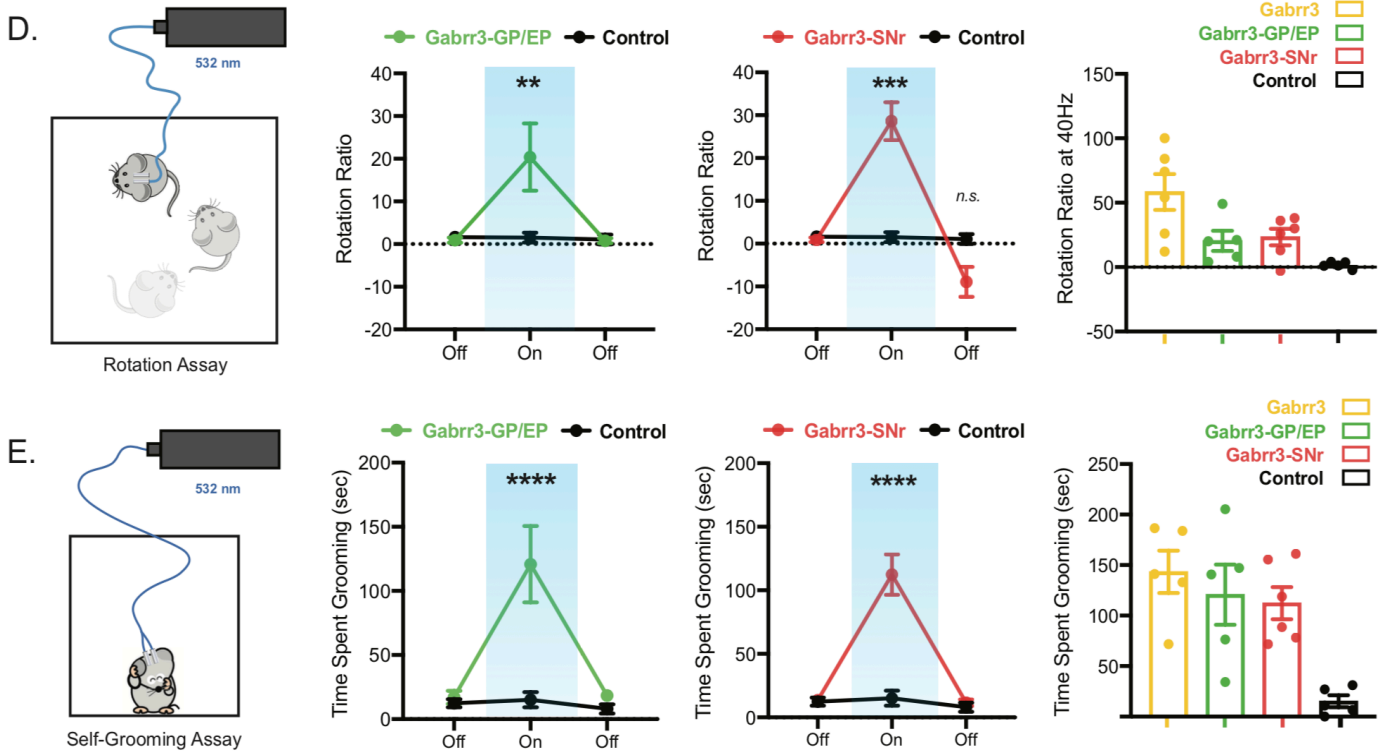 D.
532 nm
Rotation Assay
Gabrr3-GP/EP Control
Rotation Ratio
40
30
20
10
0
-10
-20
**
Off On Off
Gabrr3-SNr Control
Rotation Ratio
40
30
20
10
0
-10
-20
***
n.s.
Off On Off
Gabrr3
Gabrr3-GP/EP
Gabrr3-SNr
Control
Rotation Ratio at 40Hz
150
100
50
0
-50
E.
532 nm
Self-Grooming Assay
Gabrr3-GP/EP Control
Time Spent Grooming (sec)
200
150
100
50
0
****
Off On Off
Gabrr3-SNr Control
Time Spent Grooming (sec)
200
150
100
50
0
****
Off On Off
Gabrr3
Gabrr3-GP/EP
Gabrr3-SNr
Control
Time Spent Grooming (sec)
250
200
150
100
50